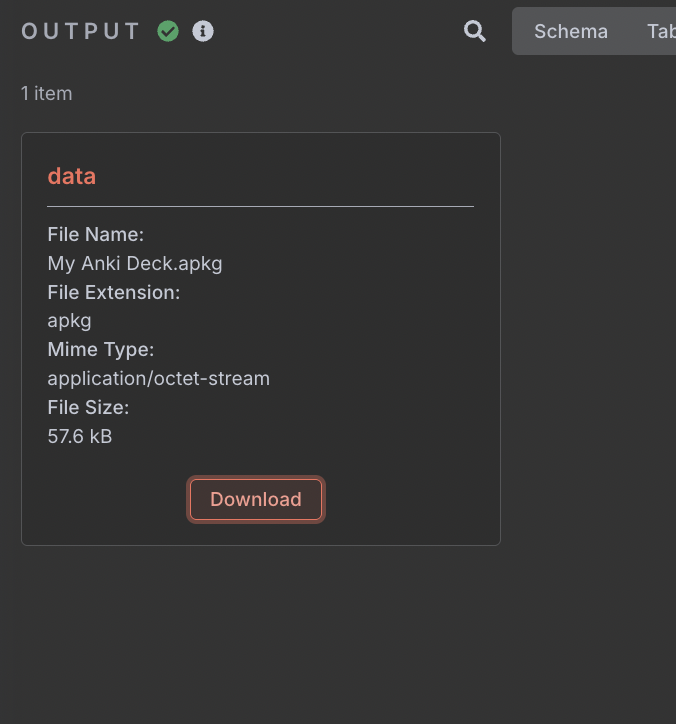 OUTPUT
Schema
Tab
1 item
data
File Name:
My Anki Deck.apkg
File Extension:
apkg
Mime Type:
application/octet-stream
File Size:
57.6 kB
Download